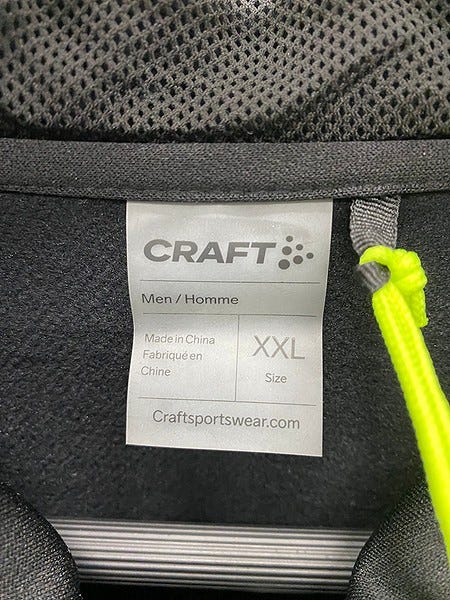 CRAFT
Men / Homme
Made in China
Fabriqué en
Chine
XXL
Size
Craftsportswear.com